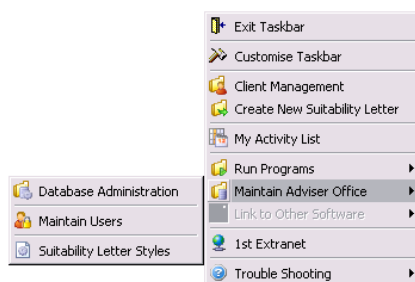 Exit Taskbar
Customise Taskbar
Client Management
Create New Suitability Letter
My Activity List
Run Programs
Maintain Adviser Office
Link to Other Software
1st Extranet
Trouble Shooting
Database Administration
Maintain Users
Suitability Letter Styles